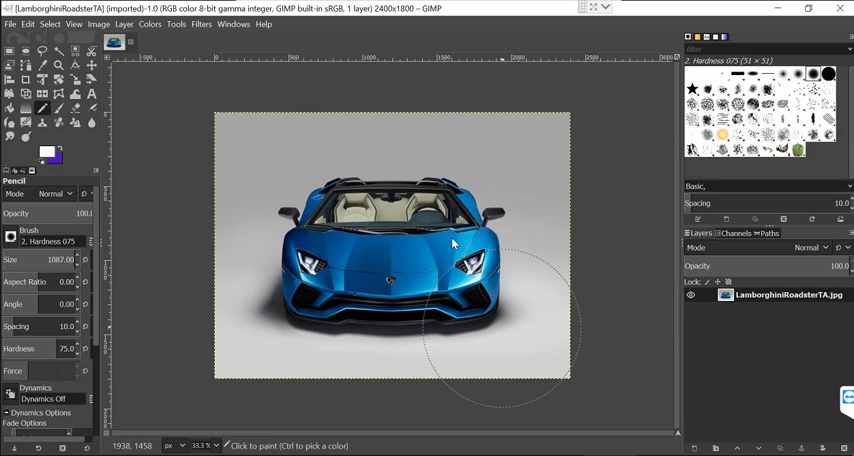 [LamborghiniRoadsterTA] (imported)-1.0 (RGB color 8-bit gamma integer, GIMP built-in sRGB, 1 layer) 2400x1800 – GIMP
File Edit Select View Image Layer Colors Tools Filters Windows Help
-500 0 500 1000 1500 2000 2500 3000
filter
2. Hardness 075 (51 × 51)
Pencil
Mode Normal
Opacity 100.0
Brush
2. Hardness 075
Size 1087.00
Aspect Ratio 0.00
Angle 0.00
Spacing 10.0
Hardness 75.0
Force
Dynamics
Dynamics Off
Dynamics Options
Fade Options
Basic,
Spacing 10.0
Layers Channels Paths
Mode Normal
Opacity 100.0
Lock:
LamborghiniRoadsterTA.jpg
1938, 1458 px 33.3 % Click to paint (Ctrl to pick a color)